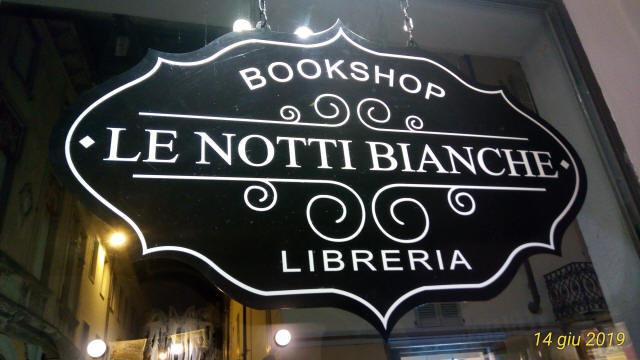 BOOKSHOP
LE NOTTI BIANCHE
LIBRERIA
14 giu 2019